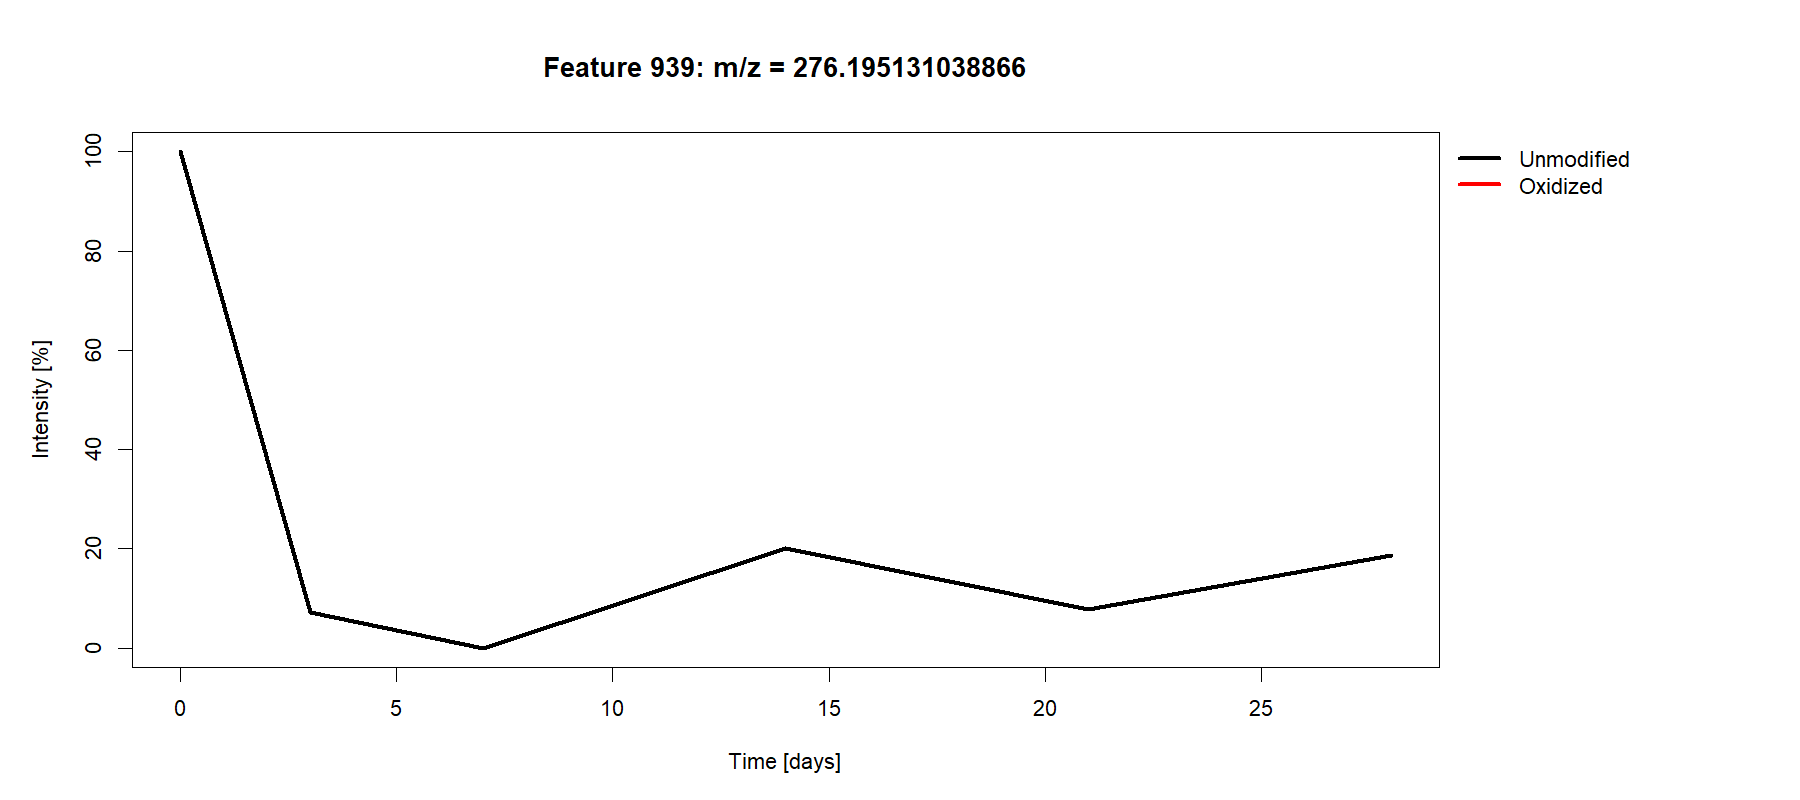 Feature 939: m/z = 276.195131038866
Unmodified
Oxidized
Intensity [%]
100
80
60
40
20
0
0 5 10 15 20 25
Time [days]